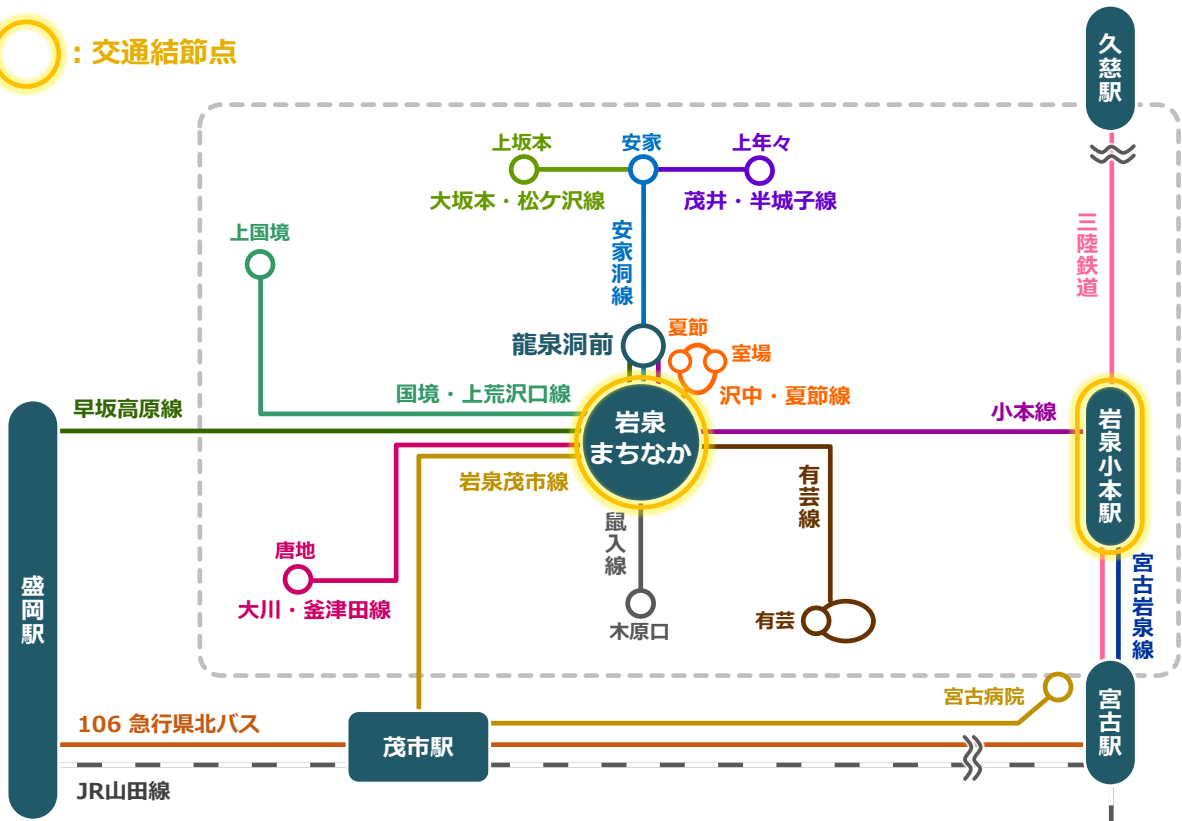 ：交通結節点
久慈駅
上坂本
安家
上年々
大坂本・松ケ沢線
茂井・半城子線
上国境
安家洞線
三陸鉄道
龍泉洞前
夏節
室場
国境・上荒沢口線
沢中・夏節線
早坂高原線
岩泉
まちなか
小本線
岩泉小本駅
岩泉茂市線
有芸線
鼠入線
唐地
大川・釜津田線
木原口
有芸
宮古岩泉線
盛岡駅
宮古病院
106 急行県北バス
茂市駅
宮古駅
JR山田線